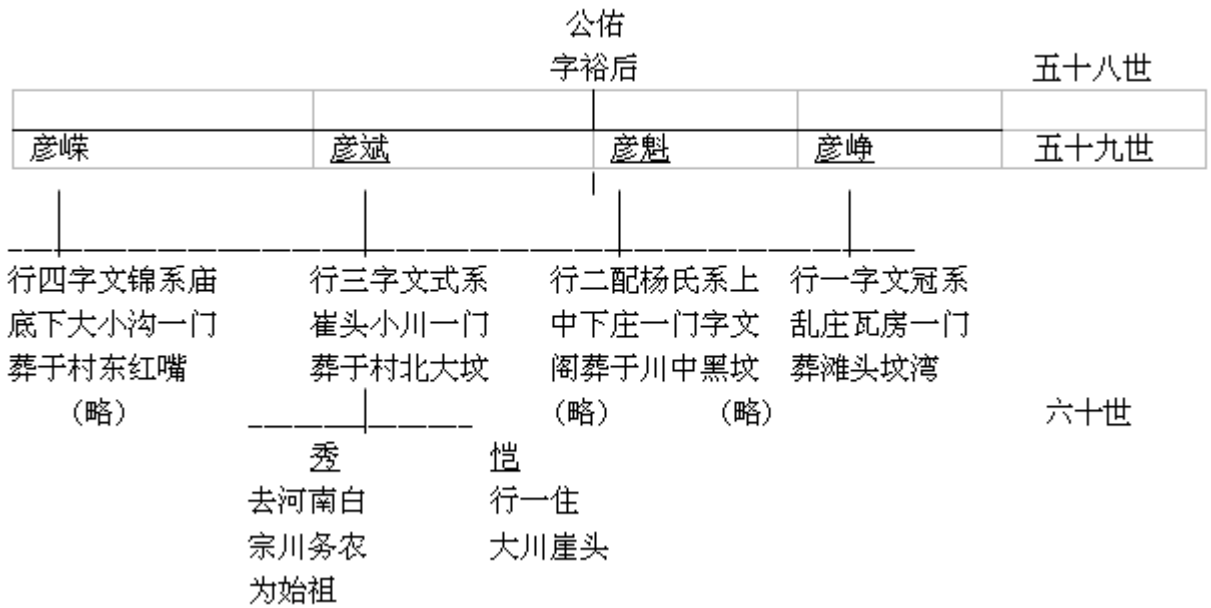 公佑
字裕后 五十八世
彦嵘 彦斌 彦魁 彦峥 五十九世
行四字文锦系庙 行三字文式系 行二配杨氏系上 行一字文冠系
底下大小沟一门 崔头小川一门 中下庄一门字文 乱庄瓦房一门
葬于村东红嘴 葬于村北大坟 阁葬于川中黑坟 葬滩头坟湾
（略） （略） （略） 六十世
秀 恺
去河南白 行一住
宗川务农 大川崖头
为始祖